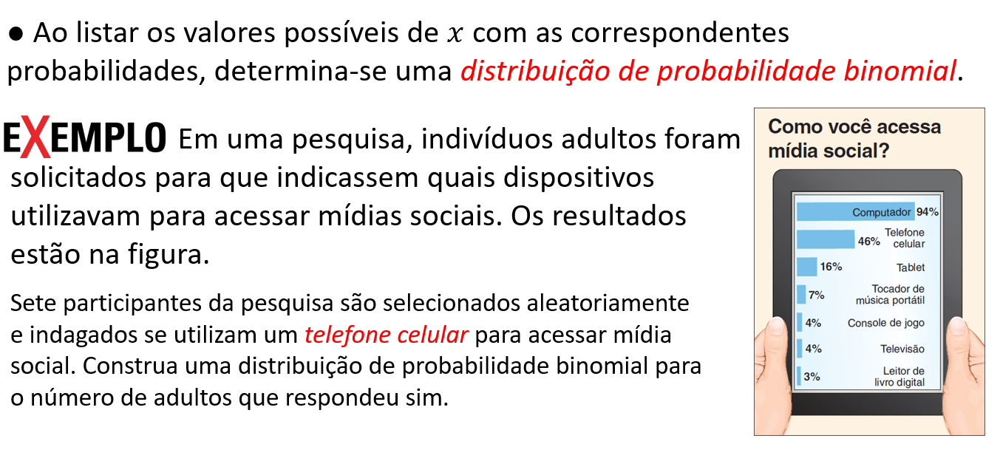 ● Ao listar os valores possíveis de x com as correspondentes
probabilidades, determina-se uma distribuição de probabilidade binomial.
EXEMPLO Em uma pesquisa, indivíduos adultos foram
solicitados para que indicassem quais dispositivos
utilizavam para acessar mídias sociais. Os resultados
estão na figura.
Sete participantes da pesquisa são selecionados aleatoriamente
e indagados se utilizam um telefone celular para acessar mídia
social. Construa uma distribuição de probabilidade binomial para
o número de adultos que respondeu sim.
Como você acessa
mídia social?
Computador 94%
46% Telefone
celular
16% Tablet
7% Tocador de
música portátil
4% Console de jogo
4% Televisão
3% Leitor de
livro digital